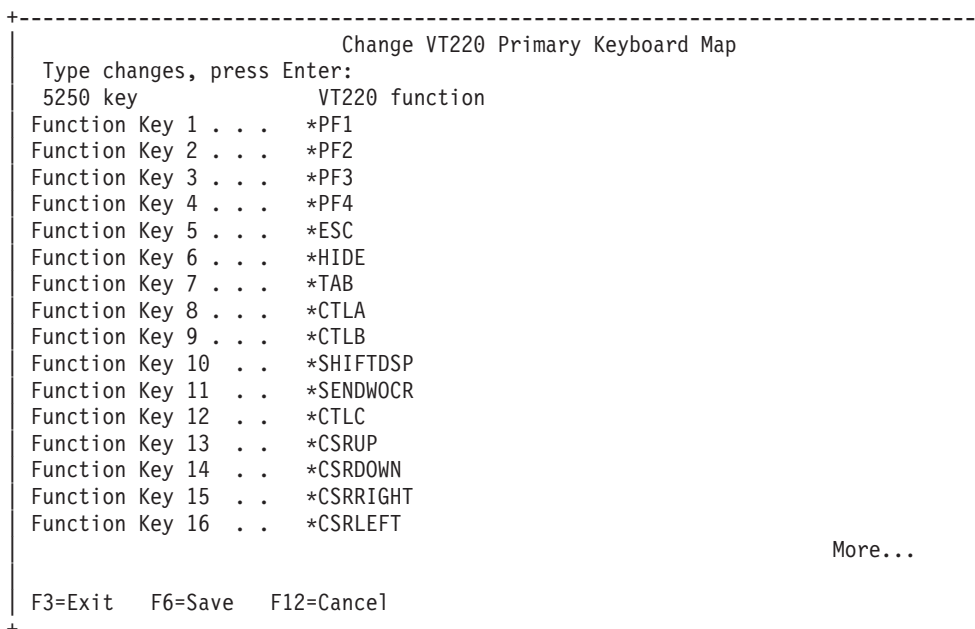 Change VT220 Primary Keyboard Map
Type changes, press Enter:
5250 key VT220 function
Function Key 1 . . . *PF1
Function Key 2 . . . *PF2
Function Key 3 . . . *PF3
Function Key 4 . . . *PF4
Function Key 5 . . . *ESC
Function Key 6 . . . *HIDE
Function Key 7 . . . *TAB
Function Key 8 . . . *CTLA
Function Key 9 . . . *CTLB
Function Key 10 . . *SHIFTDSP
Function Key 11 . . *SENDWOCR
Function Key 12 . . *CTLC
Function Key 13 . . *CSRUP
Function Key 14 . . *CSRDOWN
Function Key 15 . . *CSRRIGHT
Function Key 16 . . *CSRLEFT
More...
F3=Exit F6=Save F12=Cancel